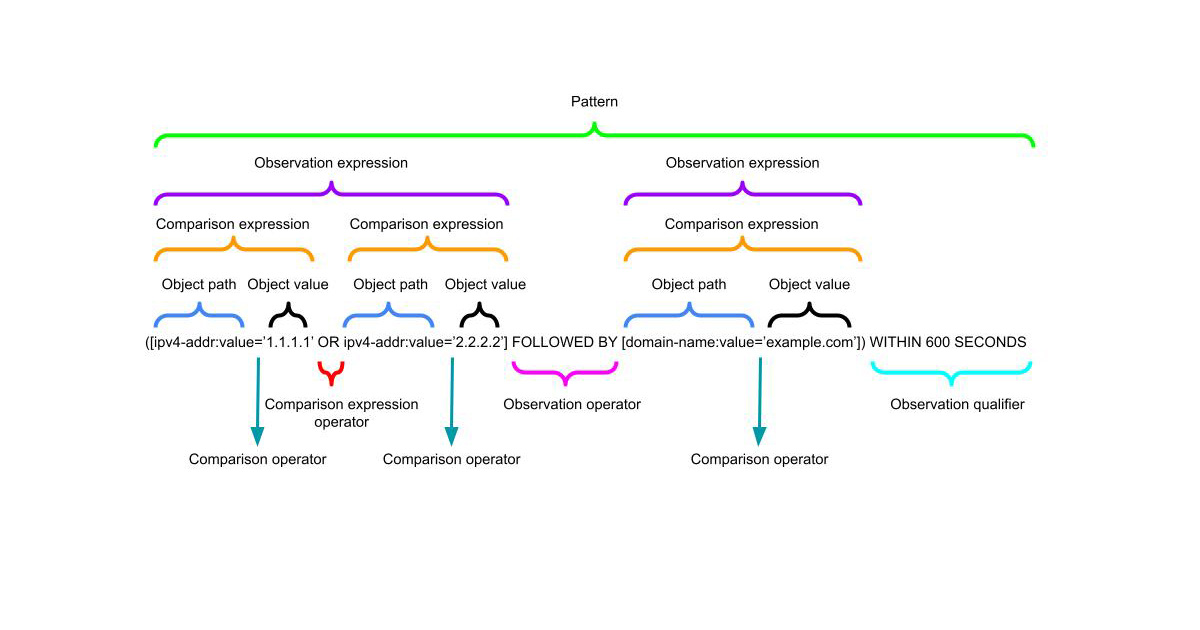 Pattern
Observation expression Observation expression
Comparison expression Comparison expression Comparison expression
Object path Object value Object path Object value Object path Object value
([ipv4-addr:value=’1.1.1.1’ OR ipv4-addr:value=’2.2.2.2’] FOLLOWED BY [domain-name:value=’example.com’]) WITHIN 600 SECONDS
Comparison expression operator Observation operator Observation qualifier
Comparison operator Comparison operator Comparison operator